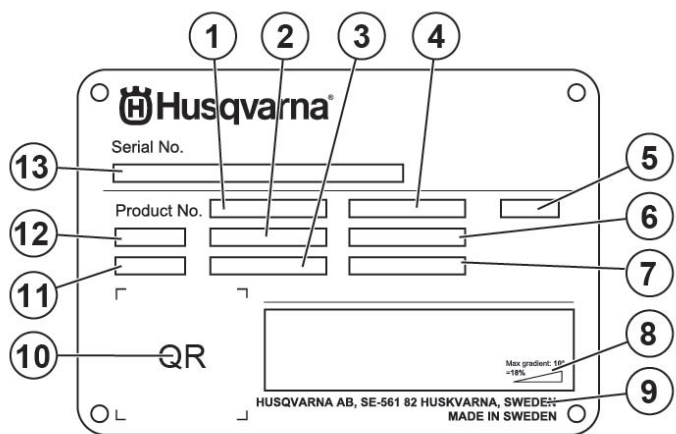 1 2 3 4
Husqvarna®
Serial No.
13
5
Product No.
12
6
11
7
10
QR
Max gradient: 10°
=18%
8
HUSQVARNA AB, SE-561 82 HUSKVARNA, SWEDEN
9
MADE IN SWEDEN